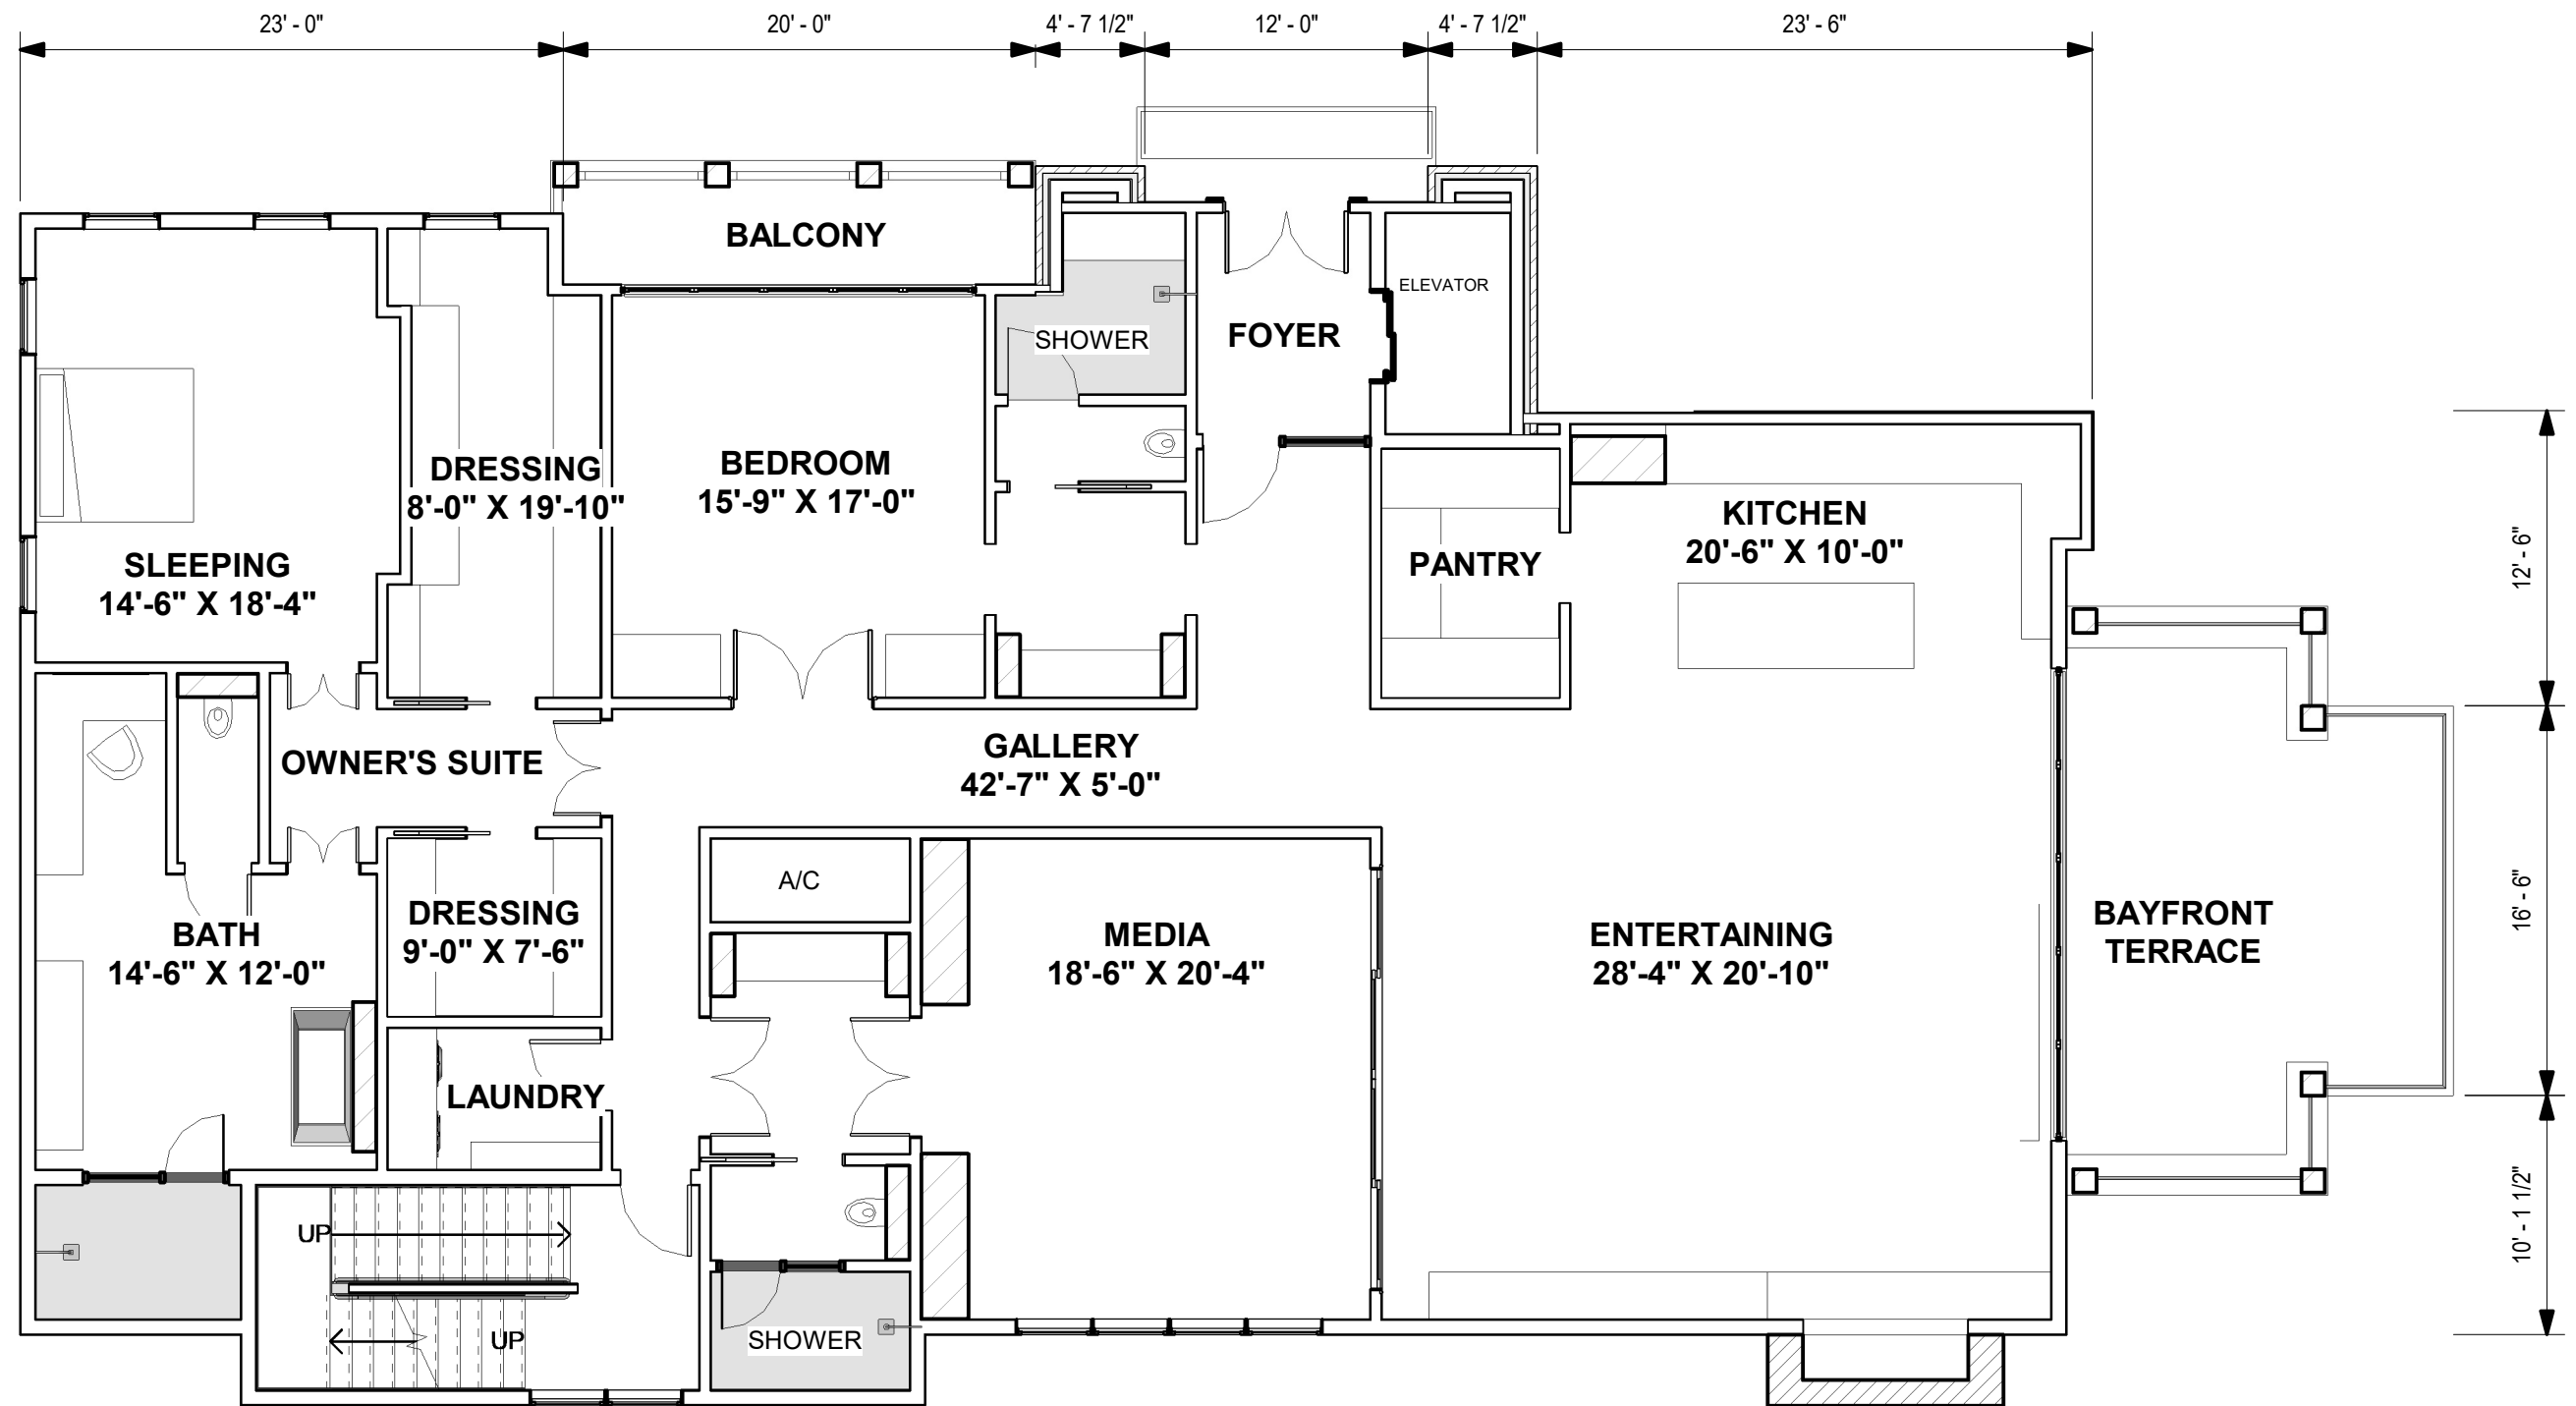 23' - 0"
20' - 0"
4' - 7 1/2"
12' - 0"
4' - 7 1/2"
23' - 6"
BALCONY
ELEVATOR
SHOWER
FOYER
DRESSING
8'-0" X 19'-10"
BEDROOM
15'-9" X 17'-0"
KITCHEN
20'-6" X 10'-0"
12' - 6"
SLEEPING
14'-6" X 18'-4"
PANTRY
OWNER'S SUITE
GALLERY
42'-7" X 5'-0"
A/C
BATH
14'-6" X 12'-0"
DRESSING
9'-0" X 7'-6"
MEDIA
18'-6" X 20'-4"
ENTERTAINING
28'-4" X 20'-10"
BAYFRONT
TERRACE
16' - 6"
LAUNDRY
UP
UP
SHOWER
10' - 1 1/2"